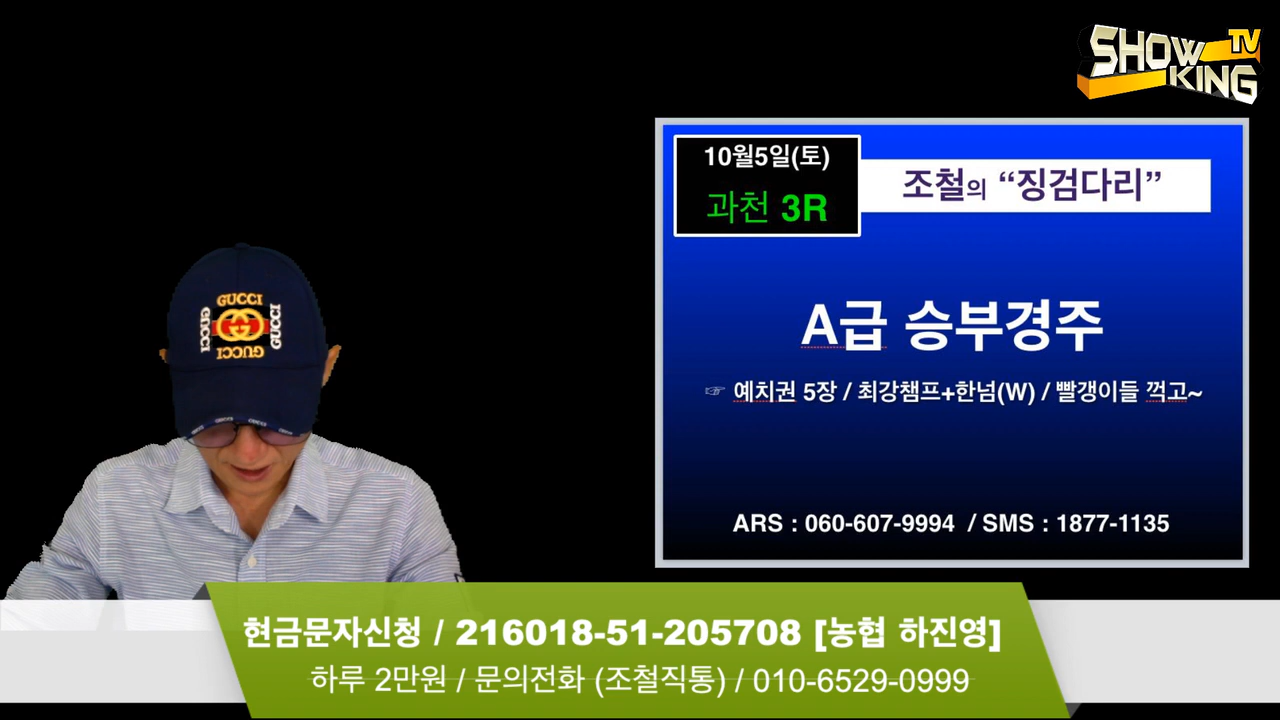 SHOW TV
KING
10월5일(토)
과천 3R
조철의 “징검다리”
A급 승부경주
☞ 예치권 5장 / 최강챔프+한넘(W) / 빨갱이들 꺽고~
ARS : 060-607-9994 / SMS : 1877-1135
GUCCI
GUCCI
GUCCI
GUCCI
현금문자신청 / 216018-51-205708 [농협 하진영]
하루 2만원 / 문의전화 (조철직통) / 010-6529-0999